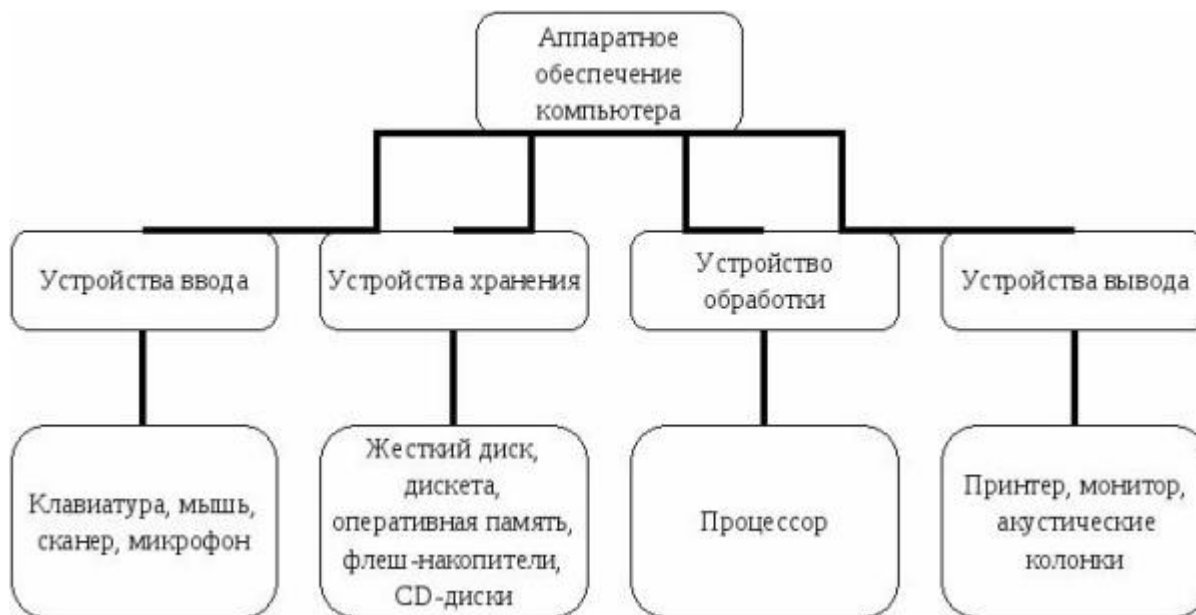 Аппаратное
обеспечение
компьютера
Устройства ввода
Устройства хранения
Устройство
обработки
Устройства вывода
Клавиатура, мышь,
сканер, микрофон
Жесткий диск,
дискета,
оперативная память,
флеш-накопители,
CD-диски
Процессор
Принтер, монитор,
акустические
колонки